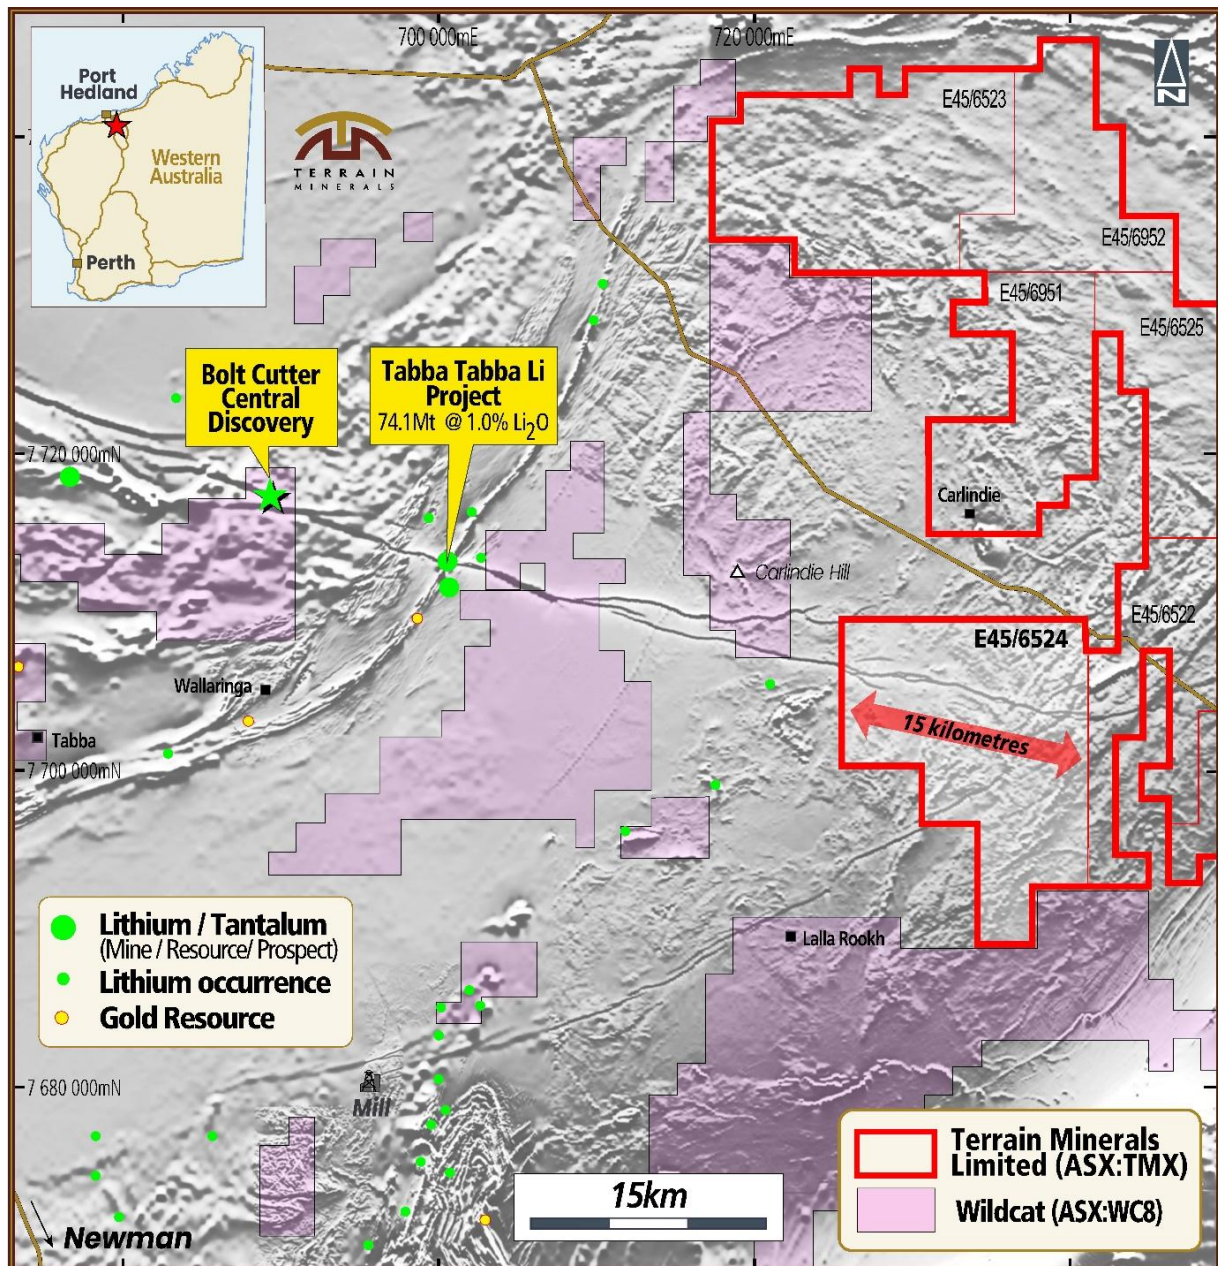 700 000mE
720 000mE
Port
Hedland
Western
Australia
Perth
TERRAIN
MINERALS
N
E45/6523
E45/6952
E45/6951
E45/6525
Bolt Cutter
Central
Discovery
Tabba Tabba Li
Project
74.1Mt @ 1.0% Li₂O
7 720 000mN
Carlindie
Carlindie Hill
E45/6522
E45/6524
Wallaringa
Tabba
15 kilometres
7 700 000mN
Lithium / Tantalum
(Mine / Resource/ Prospect)
Lithium occurrence
Gold Resource
Lalla Rookh
7 680 000mN
Mill
Terrain Minerals
Limited (ASX:TMX)
Wildcat (ASX:WC8)
15km
Newman